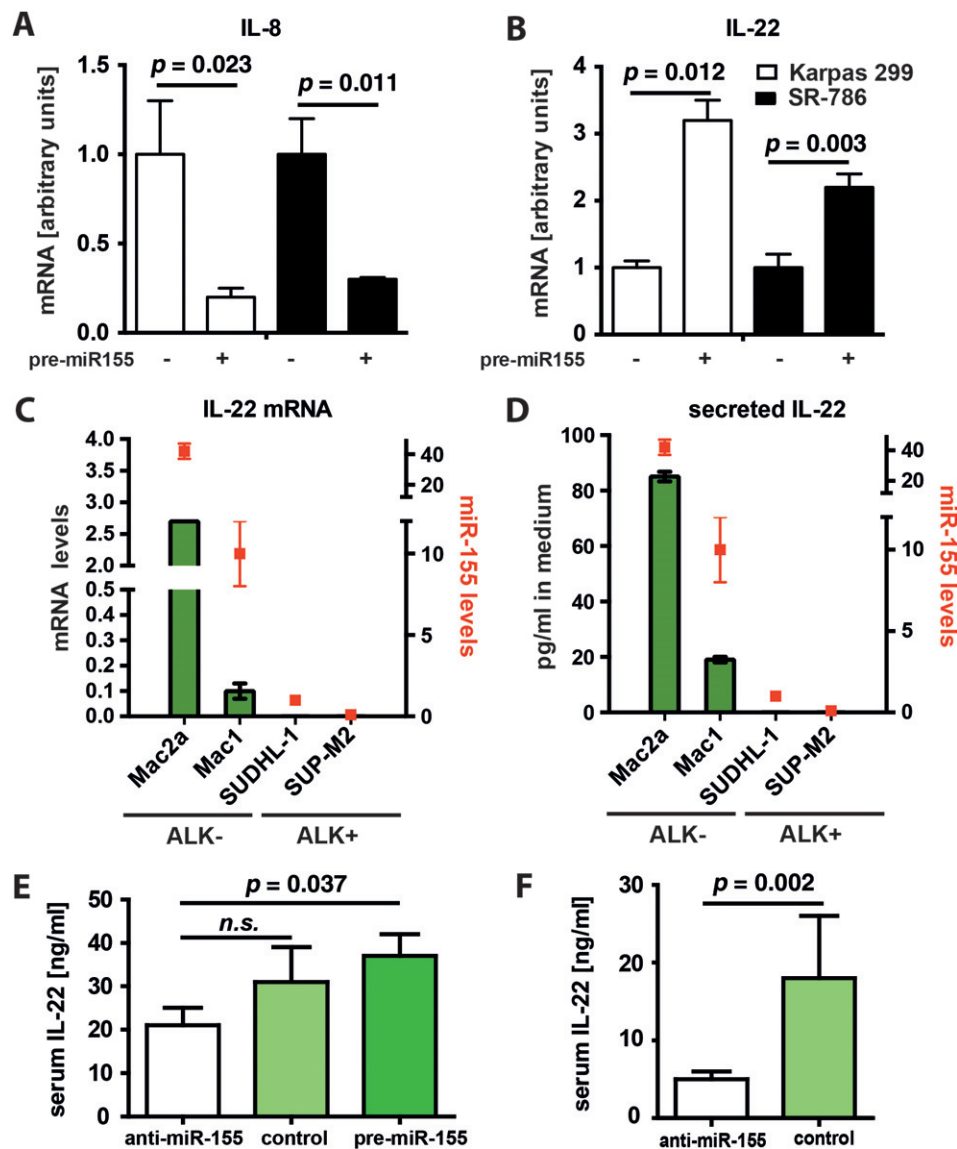 A
IL-8
mRNA [arbitrary units]
1.5
1.0
0.5
0.0
p = 0.023
p = 0.011
pre-miR155
- + - +
B
IL-22
mRNA [arbitrary units]
4
3
2
1
0
p = 0.012
p = 0.003
Karpas 299
SR-786
pre-miR155
- + - +
C
IL-22 mRNA
mRNA levels
4.0
3.5
3.0
2.5
2.0
0.5
0.4
0.3
0.2
0.1
0.0
40
20
10
5
0
miR-155 levels
Mac2a
Mac1
SUDHL-1
SUP-M2
ALK-
ALK+
D
secreted IL-22
pg/ml in medium
100
80
60
40
20
0
40
20
10
5
0
miR-155 levels
Mac2a
Mac1
SUDHL-1
SUP-M2
ALK-
ALK+
E
serum IL-22 [ng/ml]
50
40
30
20
10
0
p = 0.037
n.s.
anti-miR-155
control
pre-miR-155
F
serum IL-22 [ng/ml]
30
20
10
0
p = 0.002
anti-miR-155
control